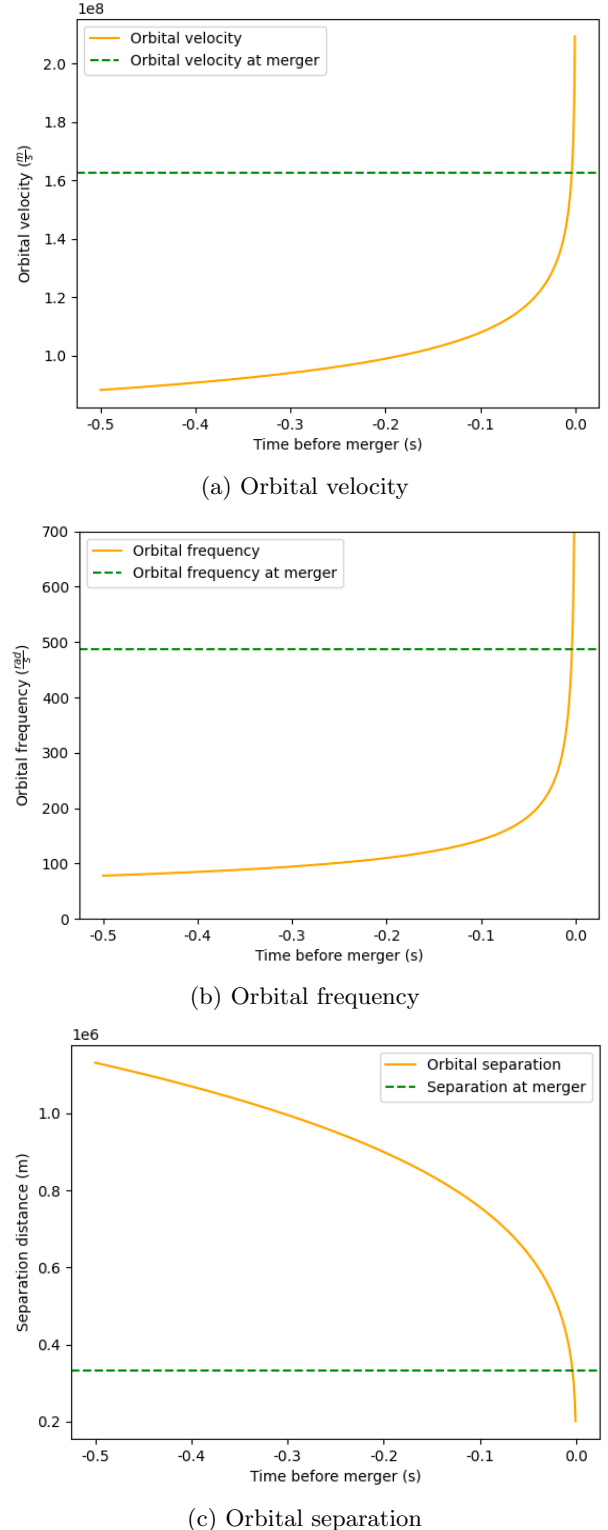 1e8
Orbital velocity
Orbital velocity at merger
2.0
1.8
1.6
1.4
1.2
1.0
Orbital velocity (m/s)
-0.5 -0.4 -0.3 -0.2 -0.1 0.0
Time before merger (s)
(a) Orbital velocity
700
600
500
400
300
200
100
0
Orbital frequency
Orbital frequency at merger
Orbital frequency (rad/s)
-0.5 -0.4 -0.3 -0.2 -0.1 0.0
Time before merger (s)
(b) Orbital frequency
1e6
Orbital separation
Separation at merger
1.0
0.8
0.6
0.4
0.2
Separation distance (m)
-0.5 -0.4 -0.3 -0.2 -0.1 0.0
Time before merger (s)
(c) Orbital separation